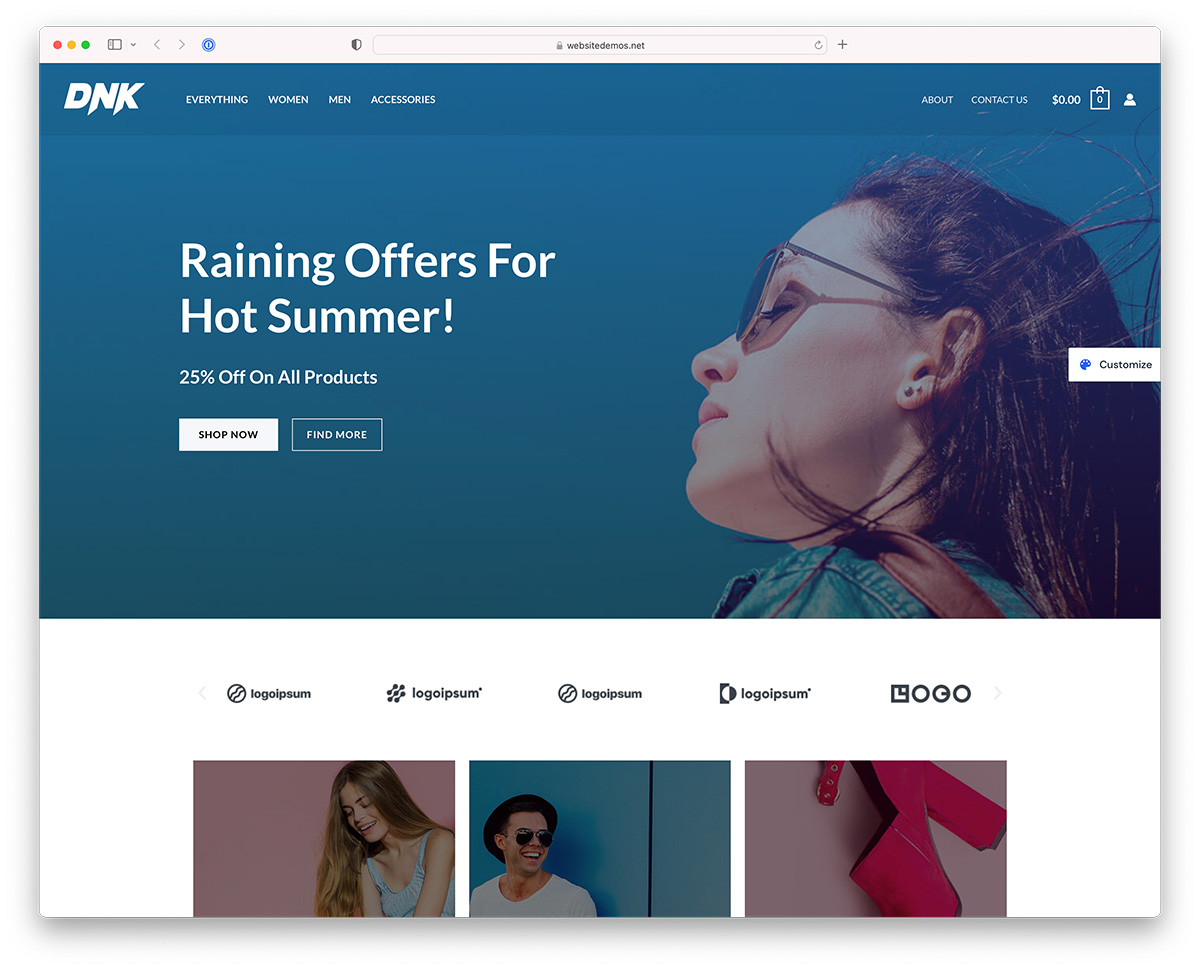 websitedemos.net
DNK
EVERYTHING WOMEN MEN ACCESSORIES
ABOUT CONTACT US $0.00 0
Raining Offers For
Hot Summer!
25% Off On All Products
SHOP NOW FIND MORE
Customize
logoipsum logoipsum logoipsum logoipsum LOGO